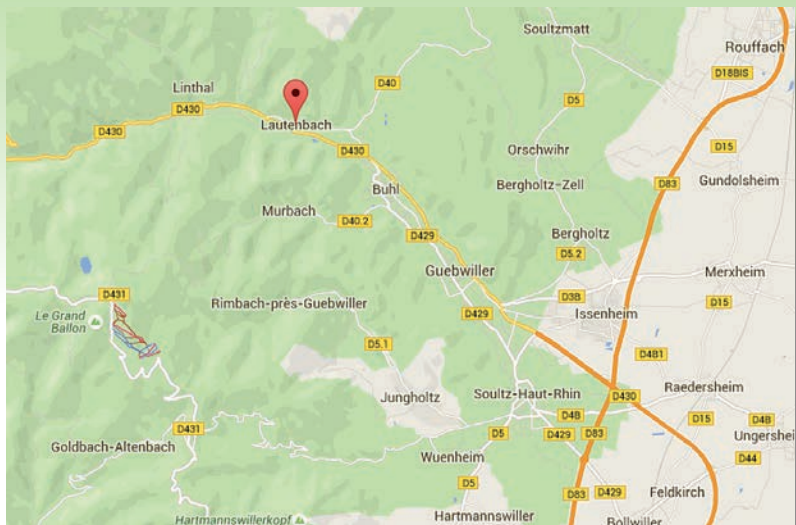 Soultzmatt
Rouffach
D18BIS
Linthal
D40
D5
D430
D430
Lautenbach
D15
D430
Orschwihr
D83
Gundolsheim
Buhl
Bergholtz-Zell
Murbach
D40.2
D429
Bergholtz
D5.2
Guebwiller
Merxheim
D431
Rimbach-près-Guebwiller
D3B
D15
Le Grand
Ballon
D429
Issenheim
D5.1
D4B1
Raedersheim
Soultz-Haut-Rhin
D430
Jungholtz
D4B
D15
D4B
D431
D5
D429
D83
Ungershei
Goldbach-Altenbach
Wuenheim
D44
D5
Feldkirch
D83
D429
Hartmannswillerkopf
Hartmannswiller
Bollwiller